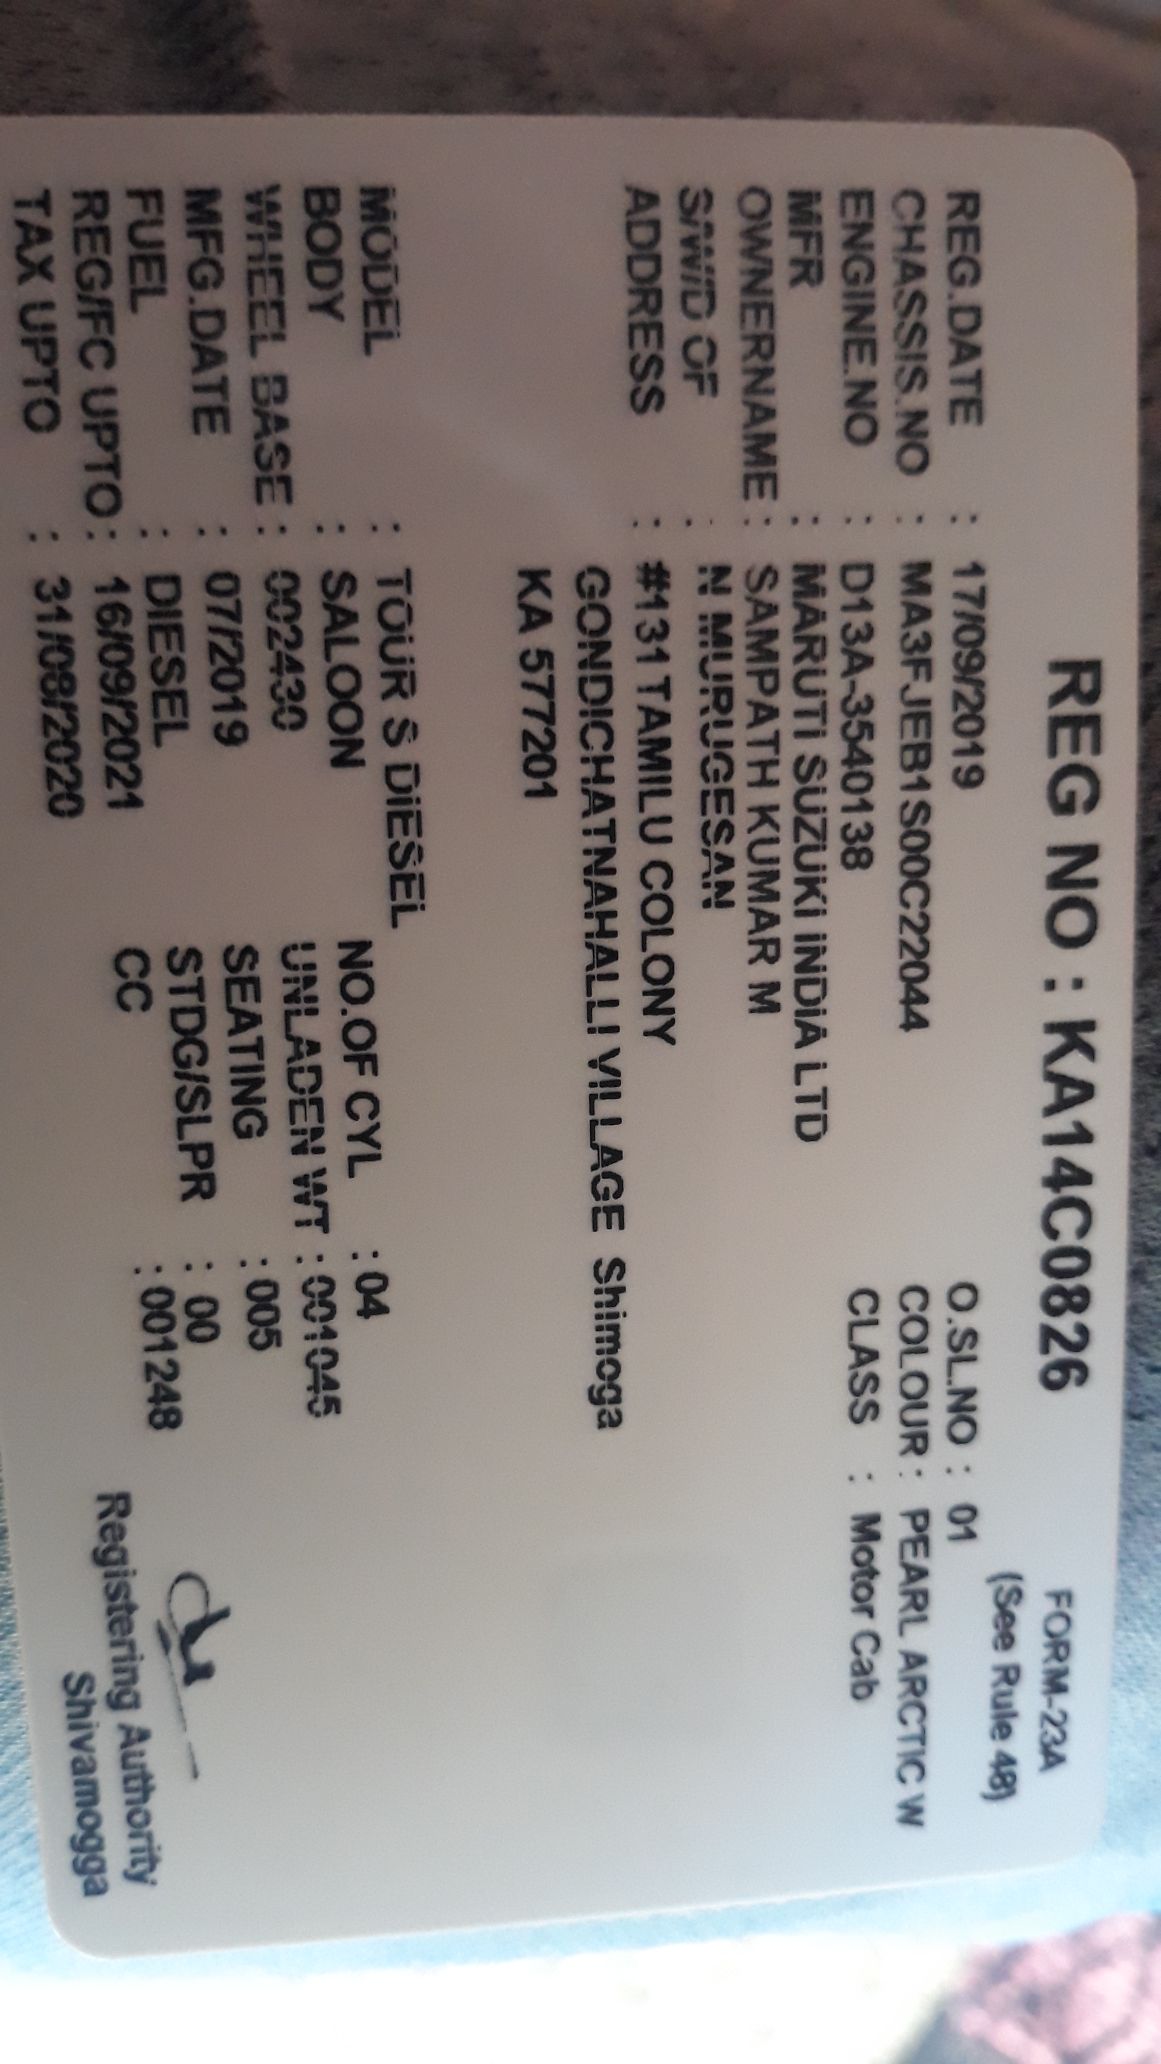 FORM-23A
REG NO : KA14C0826 (See Rule 48)
REG.DATE : 17/09/2019 O.SL.NO : 01
CHASSIS.NO : MA3FJEB1S00C22044 COLOUR : PEARL ARCTIC W
ENGINE.NO : D13A-3540138 CLASS : Motor Cab
MFR : MARUTI SUZUKI INDIA LTD
OWNERNAME : SAMPATH KUMAR M
S/W/D OF : N MURUGESAN
ADDRESS : #131 TAMILU COLONY
GONDICHATNAHALLI VILLAGE Shimoga
KA 577201
MODEL : TOUR S DIESEL
BODY : SALOON NO.OF CYL : 04
WHEEL BASE : 002430 UNLADEN WT : 001045
MFG.DATE : 07/2019 SEATING : 005
FUEL : DIESEL STDG/SLPR : 00
REG/FC UPTO : 16/09/2021 CC : 001248
TAX UPTO : 31/08/2020
Registering Authority
Shivamogga